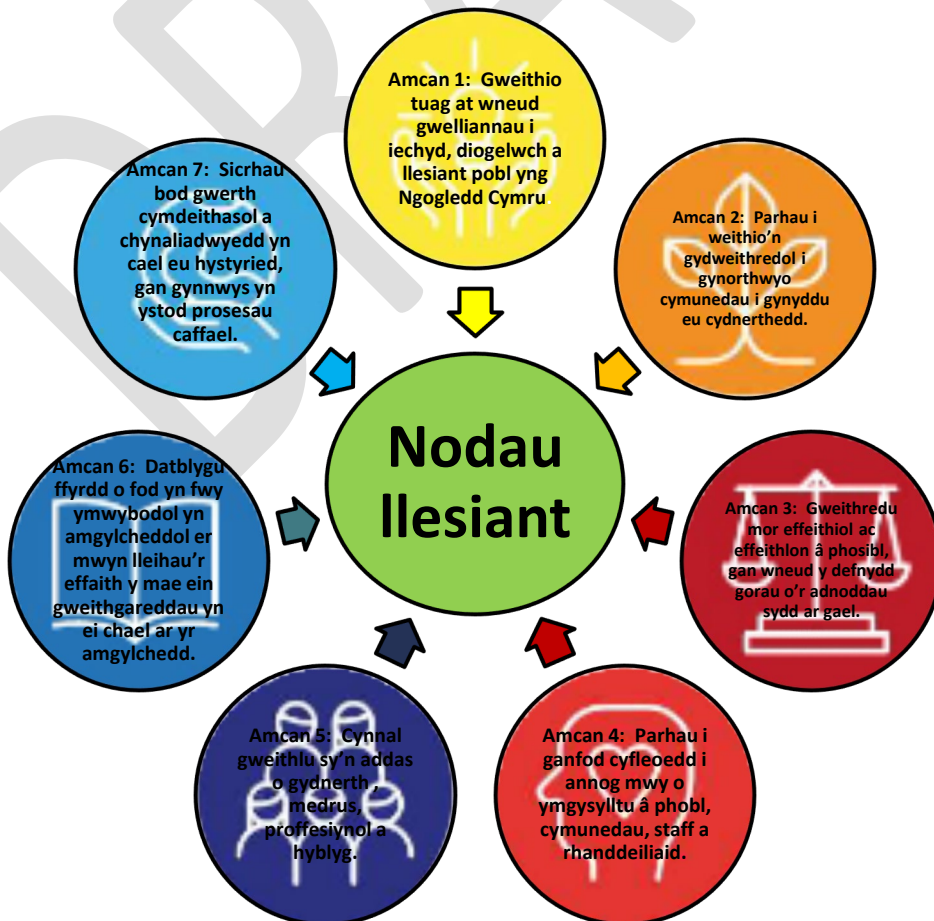 Amcan 1: Gweithio
tuag at wneud
gwelliannau i
iechyd, diogelwch a
llesiant pobl yng
Ngogledd Cymru.
Amcan 2: Parhau i
weithio’n
gydweithredol i
gynorthwyo
cymunedau i gynyddu
eu cydnerthedd.
Amcan 3: Gweithredu
mor effeithiol ac
effeithlon â phosibl,
gan wneud y defnydd
gorau o’r adnoddau
sydd ar gael.
Amcan 4: Parhau i
ganfod cyfleoedd i
annog mwy o
ymgysylltu â phobl,
cymunedau, staff a
rhanddeiliaid.
Amcan 5: Cynnal
gweithlu sy’n addas
o gydnerth ,
medrus,
proffesiynol a
hyblyg.
Amcan 6: Datblygu
ffyrdd o fod yn fwy
ymwybodol yn
amgylcheddol er
mwyn lleihau’r
effaith y mae ein
gweithgareddau yn
ei chael ar yr
amgylchedd.
Amcan 7: Sicrhau
bod gwerth
cymdeithasol a
chynaliadwyedd yn
cael eu hystyried,
gan gynnwys yn
ystod prosesau
caffael.
Nodau
llesiant